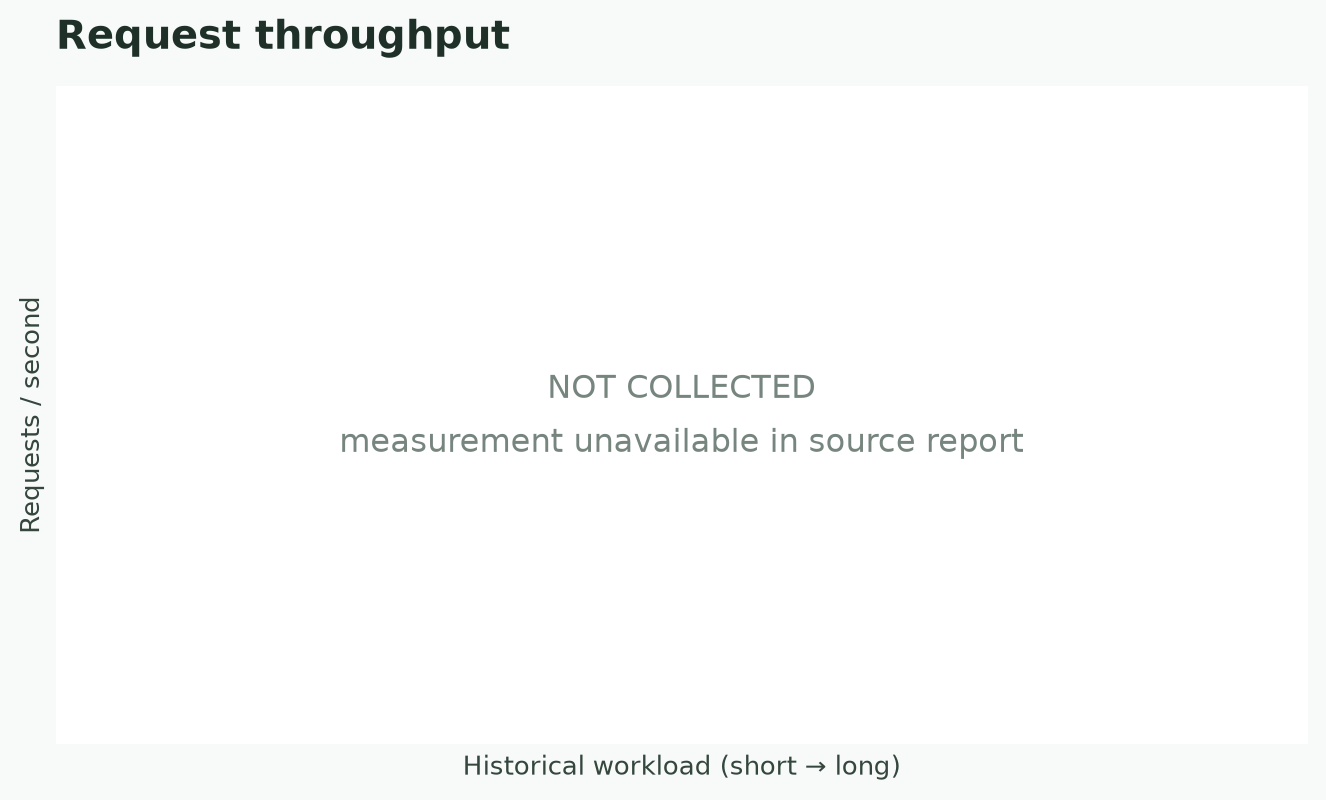 Request throughput
Requests / second
NOT COLLECTED
measurement unavailable in source report
Historical workload (short → long)